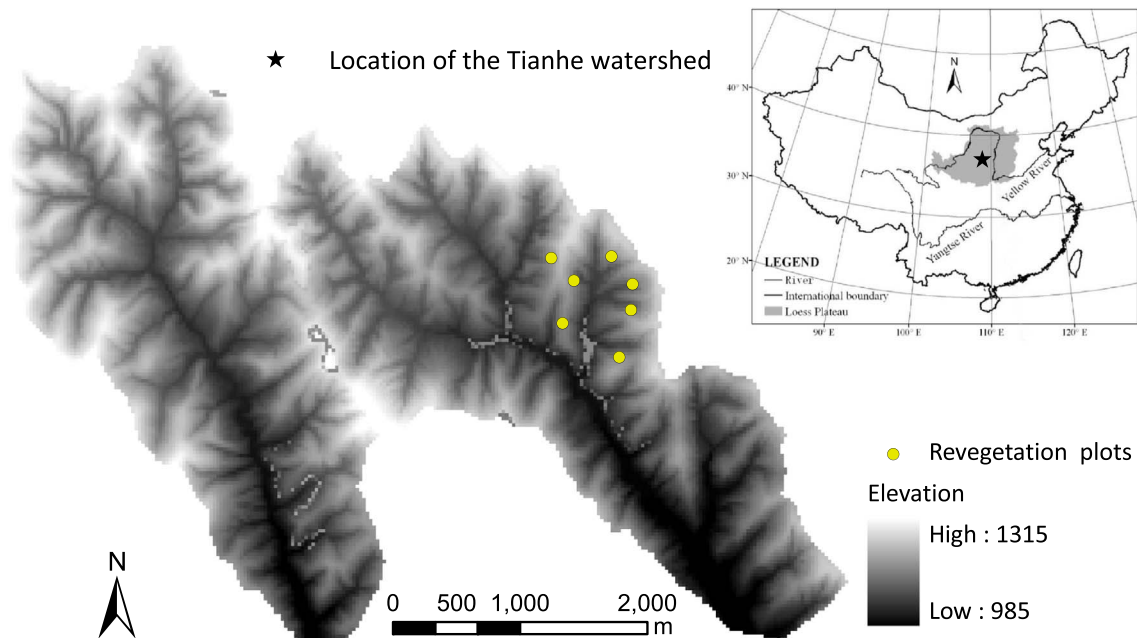 ★ Location of the Tianhe watershed
N
40° N
30° N
20° N
Yellow River
Yangtse River
LEGEND
River
International boundary
Loess Plateau
90° E 100° E 110° E 120° E
Revegetation plots
Elevation
High : 1315
Low : 985
N
0 500 1,000 2,000
m